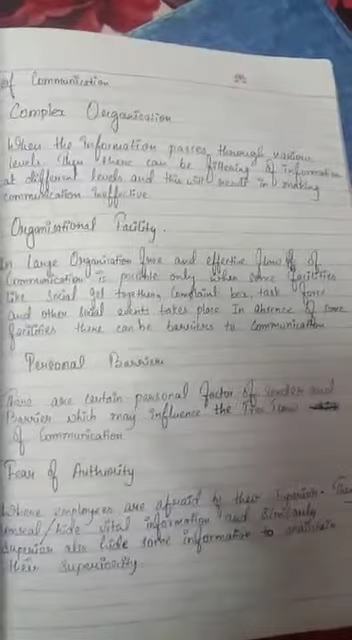 of Communication
Complex Organisation
When the Information passes through various
levels then there can be filtering of information
at different levels and this will result in making
communication ineffective
Organisational Facility.
In large Organisation free and effective flow of
Communication is possible only when some facilities
like social get together, Complaint box, task force
and other social events takes place In absence of some
facilities there can be barriers to communication
Personal Barrier
There are certain personal factor of sender and
Barrier which may influence the free flow
of Communication
Fear of Authority
Where employees are afraid of their superior. They
conceal/hide vital information and Similarly
superior also hide some information to maintain
their superiority.